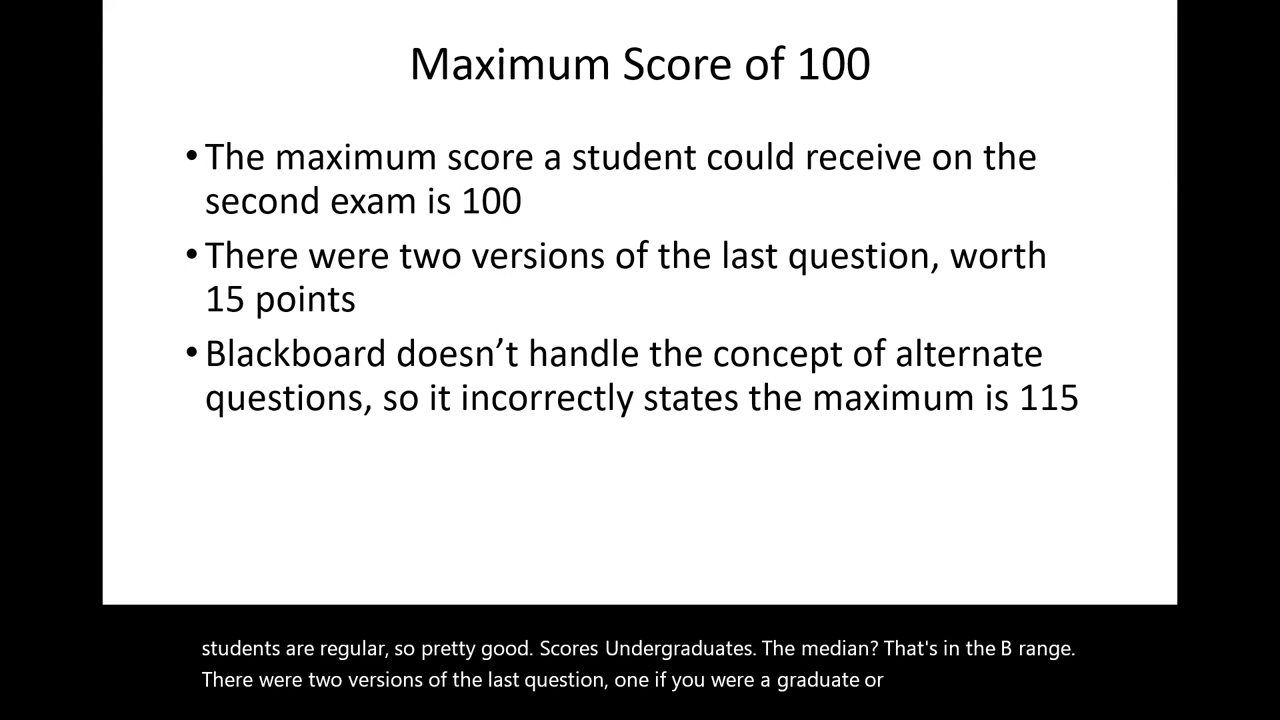 Maximum Score of 100
•The maximum score a student could receive on the
second exam is 100
•There were two versions of the last question, worth
15 points
•Blackboard doesn’t handle the concept of alternate
questions, so it incorrectly states the maximum is 115
students are regular, so pretty good. Scores Undergraduates. The median? That's in the B range.
There were two versions of the last question, one if you were a graduate or